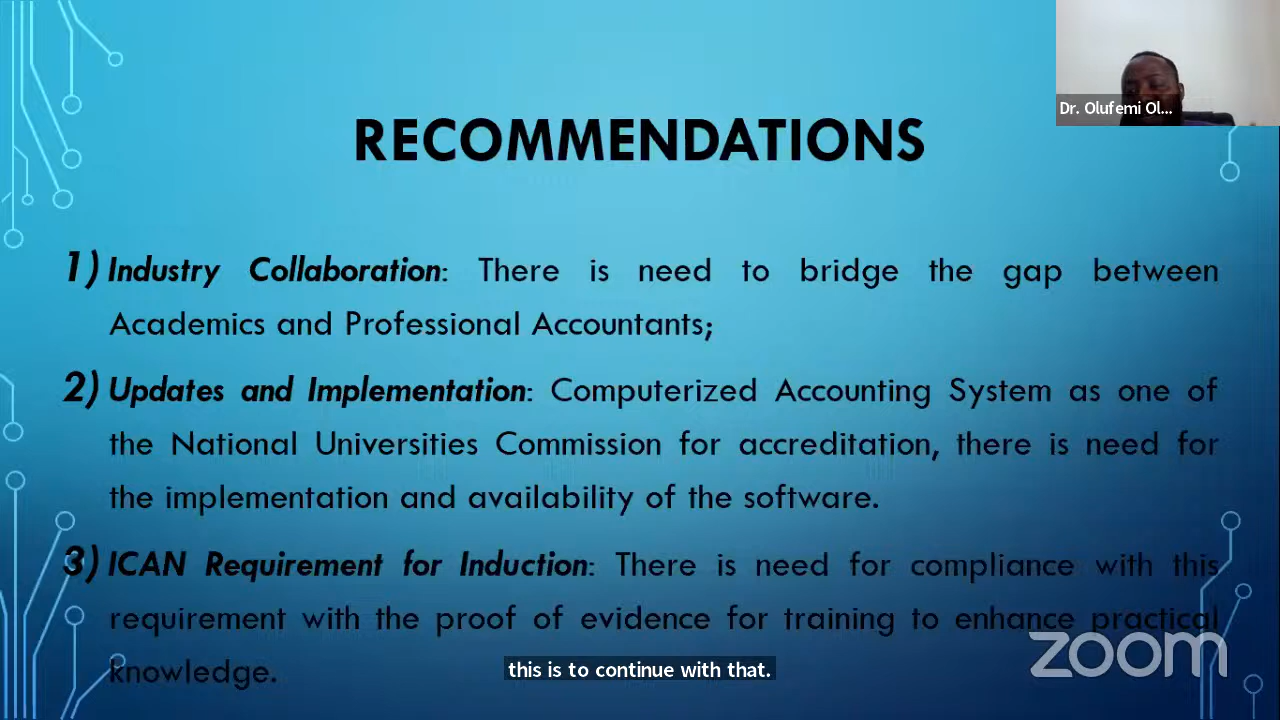 Dr. Olufemi Ol...
RECOMMENDATIONS
1) Industry Collaboration: There is need to bridge the gap between
Academics and Professional Accountants;
2) Updates and Implementation: Computerized Accounting System as one of
the National Universities Commission for accreditation, there is need for
the implementation and availability of the software.
3) ICAN Requirement for Induction: There is need for compliance with this
requirement with the proof of evidence for training to enhance practical
knowledge.
this is to continue with that.
zoom